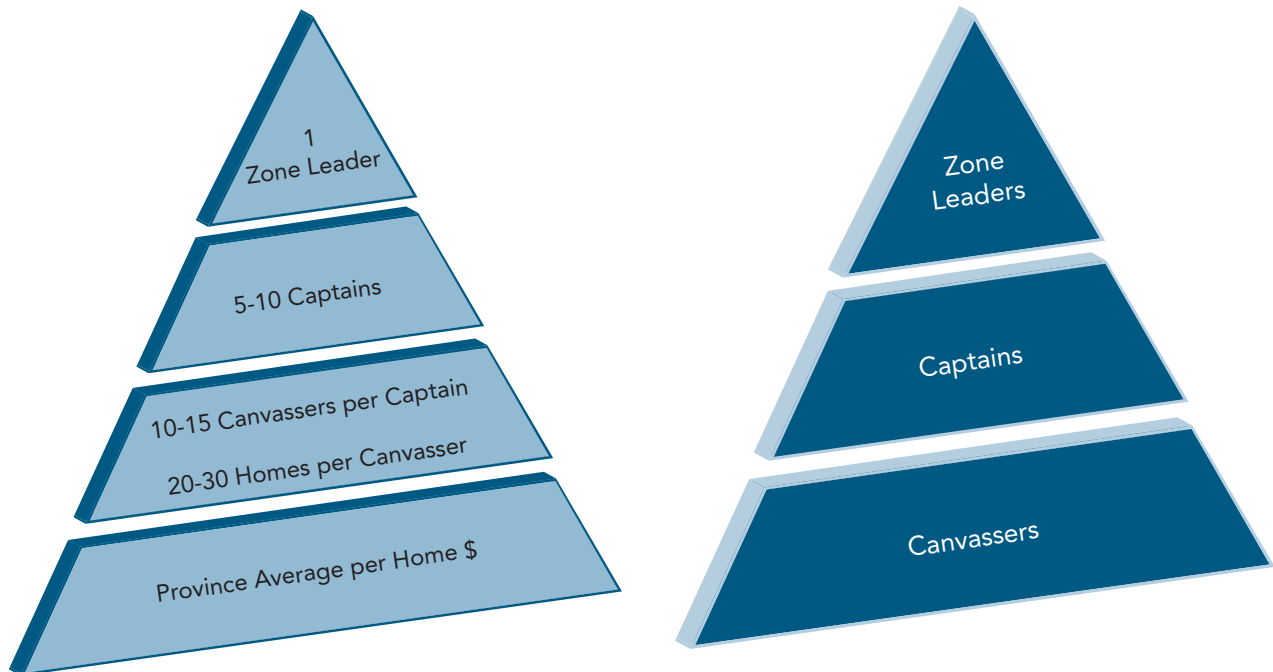 1
Zone Leader
5-10 Captains
10-15 Canvassers per Captain
20-30 Homes per Canvasser
Province Average per Home $
Zone
Leaders
Captains
Canvassers